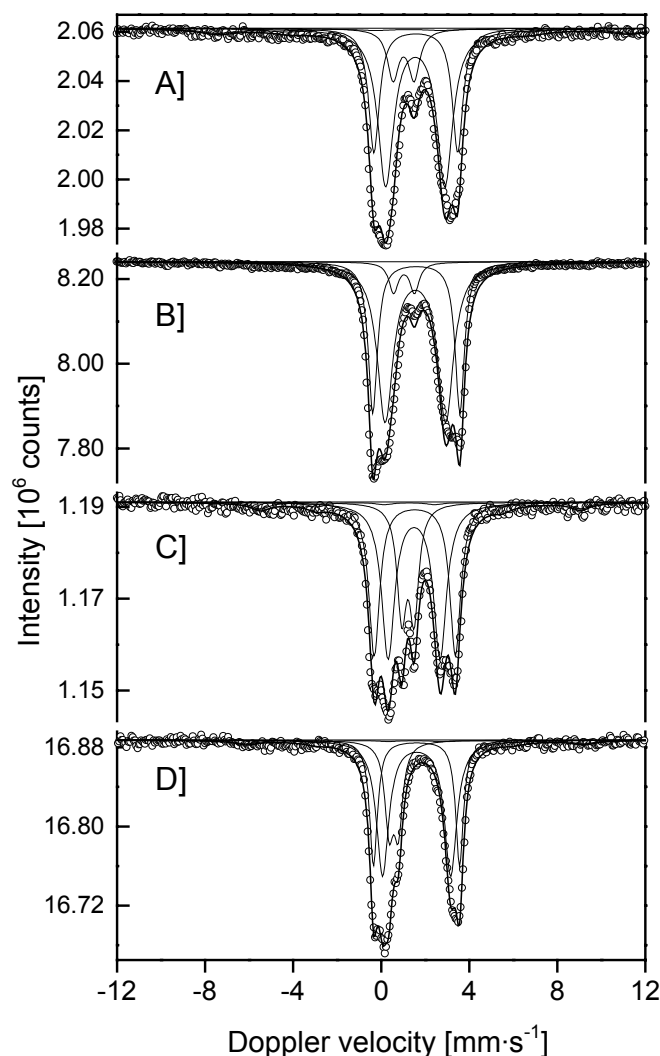 2.06
A]
2.04
2.02
2.00
1.98
8.20
B]
8.00
7.80
1.19
C]
1.17
1.15
16.88
D]
16.80
16.72
Intensity [10⁶ counts]
-12 -8 -4 0 4 8 12
Doppler velocity [mm·s⁻¹]